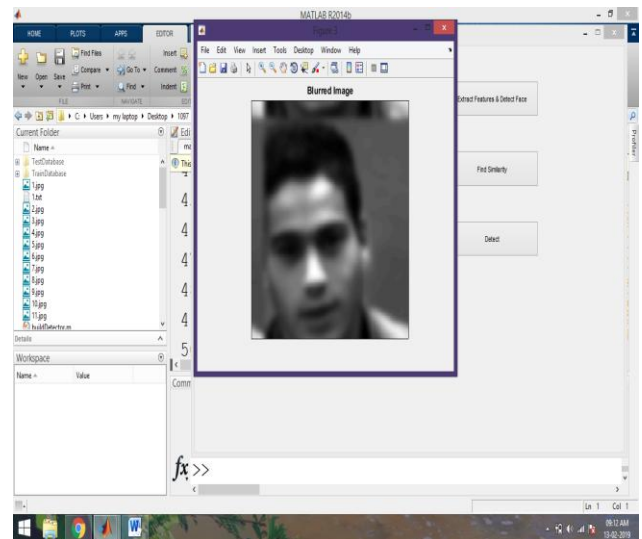 MATLAB R2014b
HOME PLOTS APPS EDITOR
New Open Save
Find Files
Compare
Print
Go To
Find
Insert
Comment
Indent
FILE NAVIGATE
C: Users my laptop Desktop 1097
Current Folder
Name
TestDatabase
TrainDatabase
1.jpg
1.txt
2.jpg
3.jpg
4.jpg
5.jpg
6.jpg
7.jpg
8.jpg
9.jpg
10.jpg
11.jpg
buildDetector.m
Details
Workspace
Name Value
Figure 3
File Edit View Insert Tools Desktop Window Help
Blurred Image
Extract Features & Detect Face
Find Similarity
Detect
Profiler
fx >>
Ln 1 Col 1
09:12 AM
13-02-2019